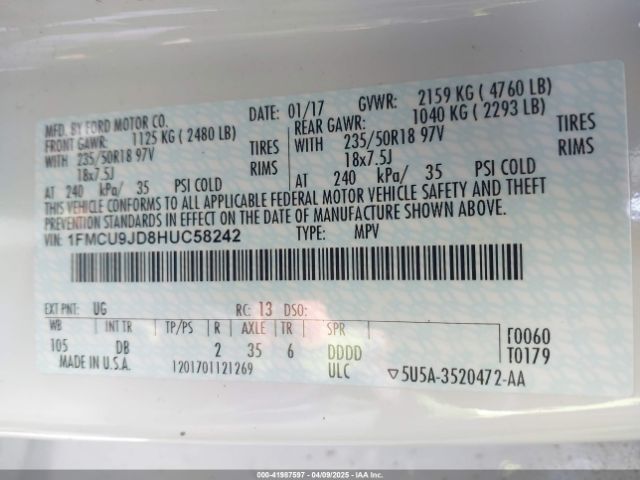 MFD. BY FORD MOTOR CO.
DATE: 01/17 GVWR: 2159 KG ( 4760 LB)
FRONT GAWR: 1125 KG ( 2480 LB) REAR GAWR: 1040 KG ( 2293 LB)
WITH 235/50R18 97V TIRES WITH 235/50R18 97V TIRES
18x7.5J RIMS 18x7.5J RIMS
AT 240 kPa/ 35 PSI COLD AT 240 kPa/ 35 PSI COLD
THIS VEHICLE CONFORMS TO ALL APPLICABLE FEDERAL MOTOR VEHICLE SAFETY AND THEFT
PREVENTION STANDARDS IN EFFECT ON THE DATE OF MANUFACTURE SHOWN ABOVE.
VIN: 1FMCU9JD8HUC58242 TYPE: MPV
EXT PNT: UG RC: 13 DSO:
WB INT TR TP/PS R AXLE TR SPR
105 DB 2 35 6 DDDD F0060
MADE IN U.S.A. 1201701121269 ULC T0179
▽5U5A-3520472-AA
000-41987597 - 04/09/2025 - IAA Inc.